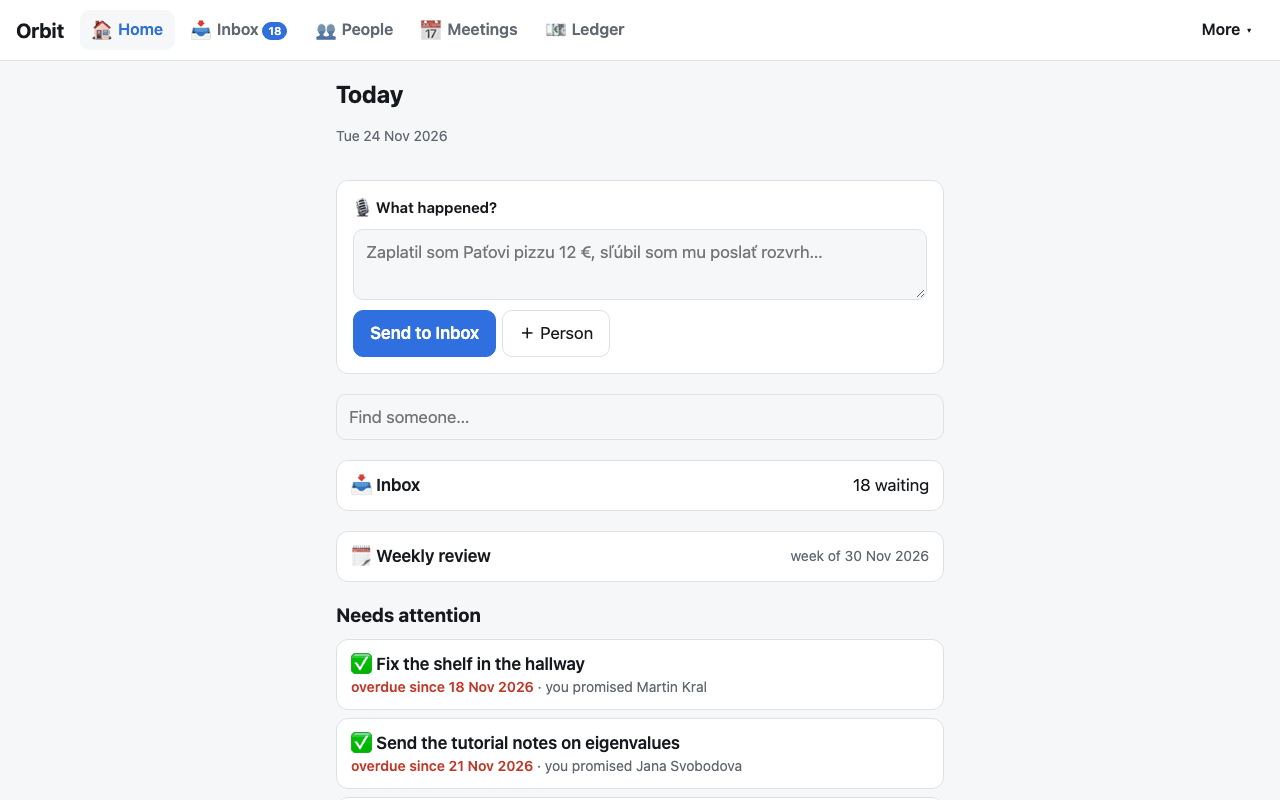 Orbit
Home
Inbox 18
People
Meetings
Ledger
More
Today
Tue 24 Nov 2026
What happened?
Zaplatil som Paťovi pizzu 12 €, sľúbil som mu poslať rozvrh...
Send to Inbox
+ Person
Find someone...
Inbox
18 waiting
Weekly review
week of 30 Nov 2026
Needs attention
Fix the shelf in the hallway
overdue since 18 Nov 2026 · you promised Martin Kral
Send the tutorial notes on eigenvalues
overdue since 21 Nov 2026 · you promised Jana Svobodova